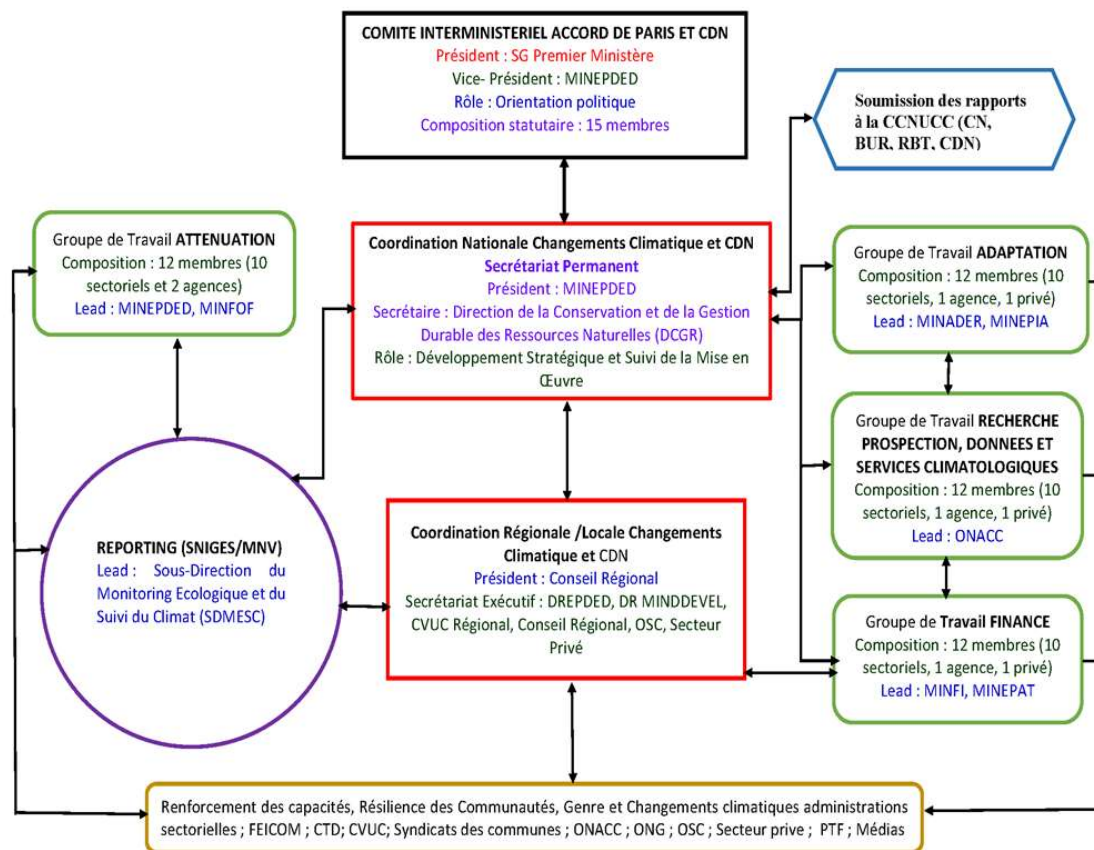 COMITE INTERMINISTERIEL ACCORD DE PARIS ET CDN
Président : SG Premier Ministère
Vice- Président : MINEPDED
Rôle : Orientation politique
Composition statutaire : 15 membres
Soumission des rapports
à la CCNUCC (CN,
BUR, RBT, CDN)
Groupe de Travail ATTENUATION
Composition : 12 membres (10
sectoriels et 2 agences)
Lead : MINEPDED, MINFOF
Coordination Nationale Changements Climatique et CDN
Secrétariat Permanent
Président : MINEPDED
Secrétaire : Direction de la Conservation et de la Gestion
Durable des Ressources Naturelles (DCGR)
Rôle : Développement Stratégique et Suivi de la Mise en
Œuvre
Groupe de Travail ADAPTATION
Composition : 12 membres (10
sectoriels, 1 agence, 1 privé)
Lead : MINADER, MINEPIA
Groupe de Travail RECHERCHE
PROSPECTION, DONNEES ET
SERVICES CLIMATOLOGIQUES
Composition : 12 membres (10
sectoriels, 1 agence, 1 privé)
Lead : ONACC
REPORTING (SNIGES/MNV)
Lead : Sous-Direction du
Monitoring Ecologique et du
Suivi du Climat (SDMESC)
Coordination Régionale /Locale Changements
Climatique et CDN
Président : Conseil Régional
Secrétariat Exécutif : DREPDED, DR MINDDEVEL,
CVUC Régional, Conseil Régional, OSC, Secteur
Privé
Groupe de Travail FINANCE
Composition : 12 membres (10
sectoriels, 1 agence, 1 privé)
Lead : MINFI, MINEPAT
Renforcement des capacités, Résilience des Communautés, Genre et Changements climatiques administrations
sectorielles ; FEICOM ; CTD; CVUC; Syndicats des communes ; ONACC ; ONG ; OSC ; Secteur prive ; PTF ; Médias